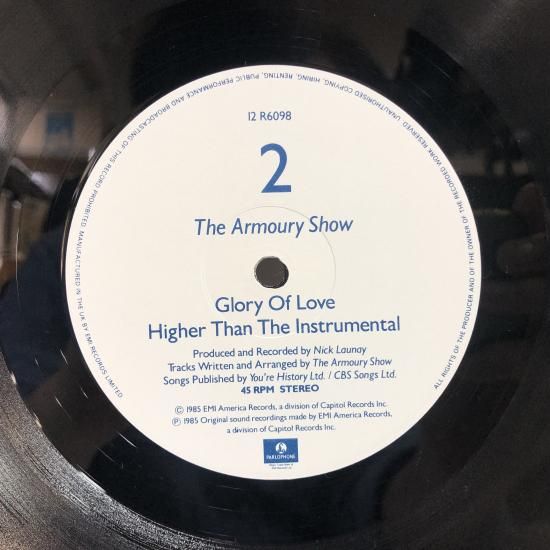 12 R6098
2
The Armoury Show
Glory Of Love
Higher Than The Instrumental
Produced and Recorded by Nick Launay
Tracks Written and Arranged by The Armoury Show
Songs Published by You're History Ltd. / CBS Songs Ltd.
45 RPM STEREO
© 1985 EMI America Records, a division of Capitol Records Inc.
℗ 1985 Original sound recordings made by EMI America Records,
a division of Capitol Records Inc.
PARLOPHONE
ALL RIGHTS OF THE PRODUCER AND OF THE OWNER OF THE RECORDED WORK RESERVED. UNAUTHORISED COPYING, HIRING, RENTING, PUBLIC PERFORMANCE AND BROADCASTING OF THIS RECORD PROHIBITED. MANUFACTURED IN THE UK BY EMI RECORDS LIMITED